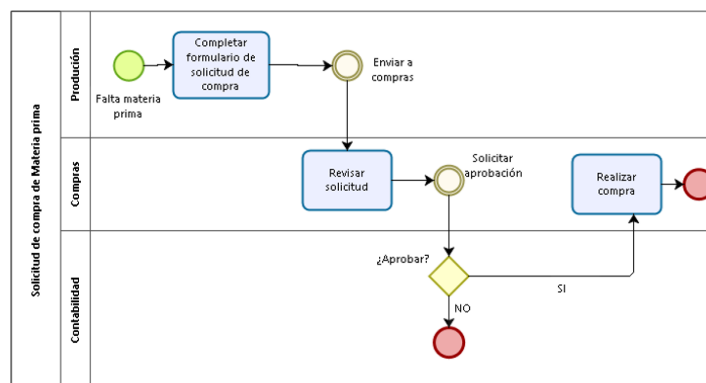 Solicitud de compra de Materia prima
Produción
Falta materia
prima
Completar
formulario de
solicitud de
compra
Enviar a
compras
Compras
Revisar
solicitud
Solicitar
aprobación
Realizar
compra
Contabilidad
¿Aprobar?
SI
NO